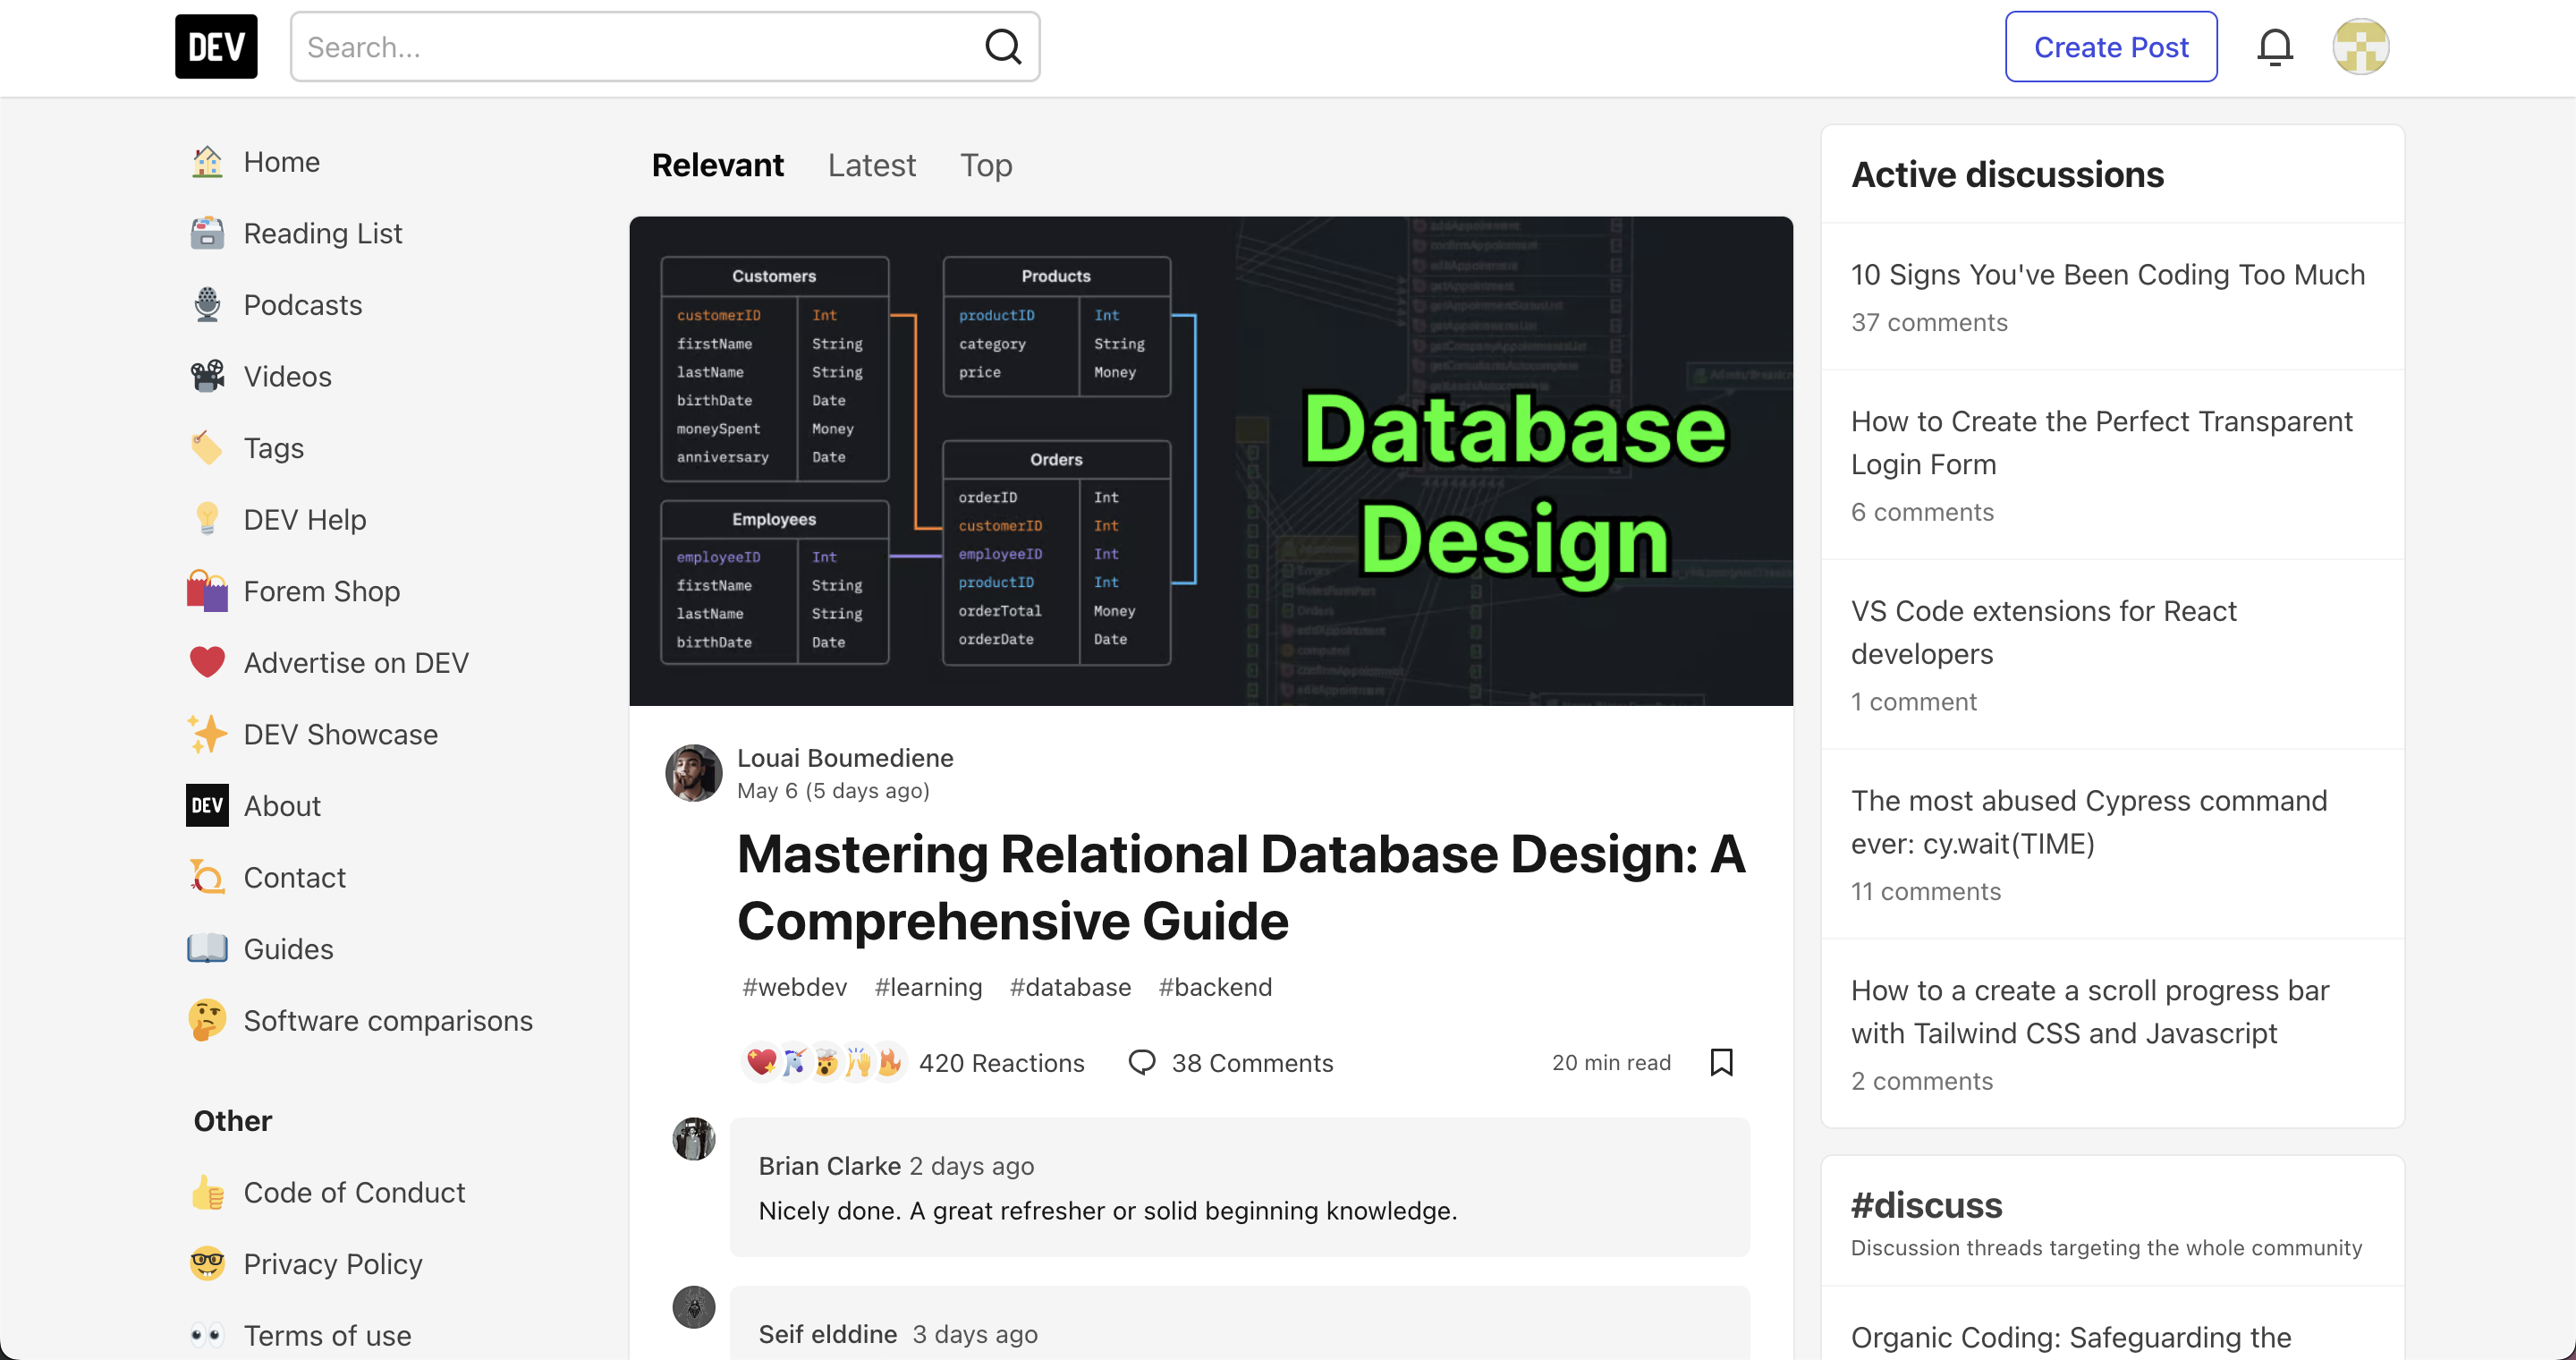 DEV
Search...
Create Post
Home
Reading List
Podcasts
Videos
Tags
DEV Help
Forem Shop
Advertise on DEV
DEV Showcase
DEV
About
Contact
Guides
Software comparisons
Other
Code of Conduct
Privacy Policy
Terms of use
Relevant Latest Top
Customers
customerID Int
firstName String
lastName String
birthDate Date
moneySpent Money
anniversary Date
Products
productID Int
category String
price Money
Employees
employeeID Int
firstName String
lastName String
birthDate Date
Orders
orderID Int
customerID Int
employeeID Int
productID Int
orderTotal Money
orderDate Date
Database
Design
Louai Boumediene
May 6 (5 days ago)
Mastering Relational Database Design: A
Comprehensive Guide
#webdev #learning #database #backend
420 Reactions 38 Comments 20 min read
Brian Clarke 2 days ago
Nicely done. A great refresher or solid beginning knowledge.
Seif elddine 3 days ago
Active discussions
10 Signs You've Been Coding Too Much
37 comments
How to Create the Perfect Transparent
Login Form
6 comments
VS Code extensions for React
developers
1 comment
The most abused Cypress command
ever: cy.wait(TIME)
11 comments
How to a create a scroll progress bar
with Tailwind CSS and Javascript
2 comments
#discuss
Discussion threads targeting the whole community
Organic Coding: Safeguarding the